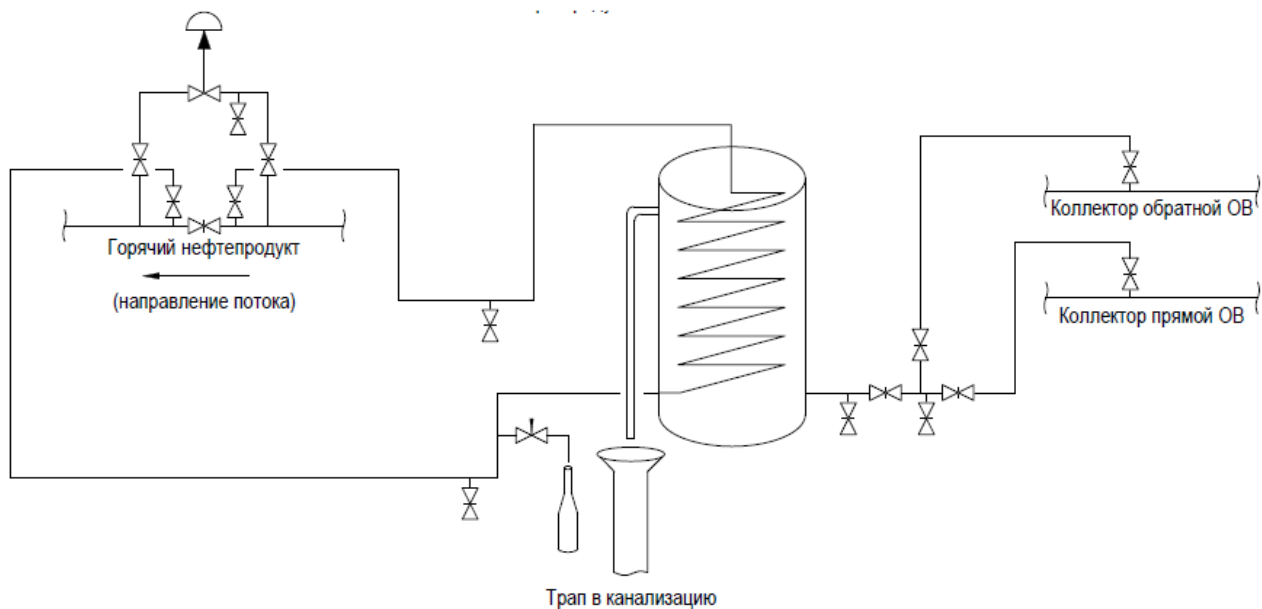 Горячий нефтепродукт
(направление потока)
Коллектор обратной ОВ
Коллектор прямой ОВ
Трап в канализацию